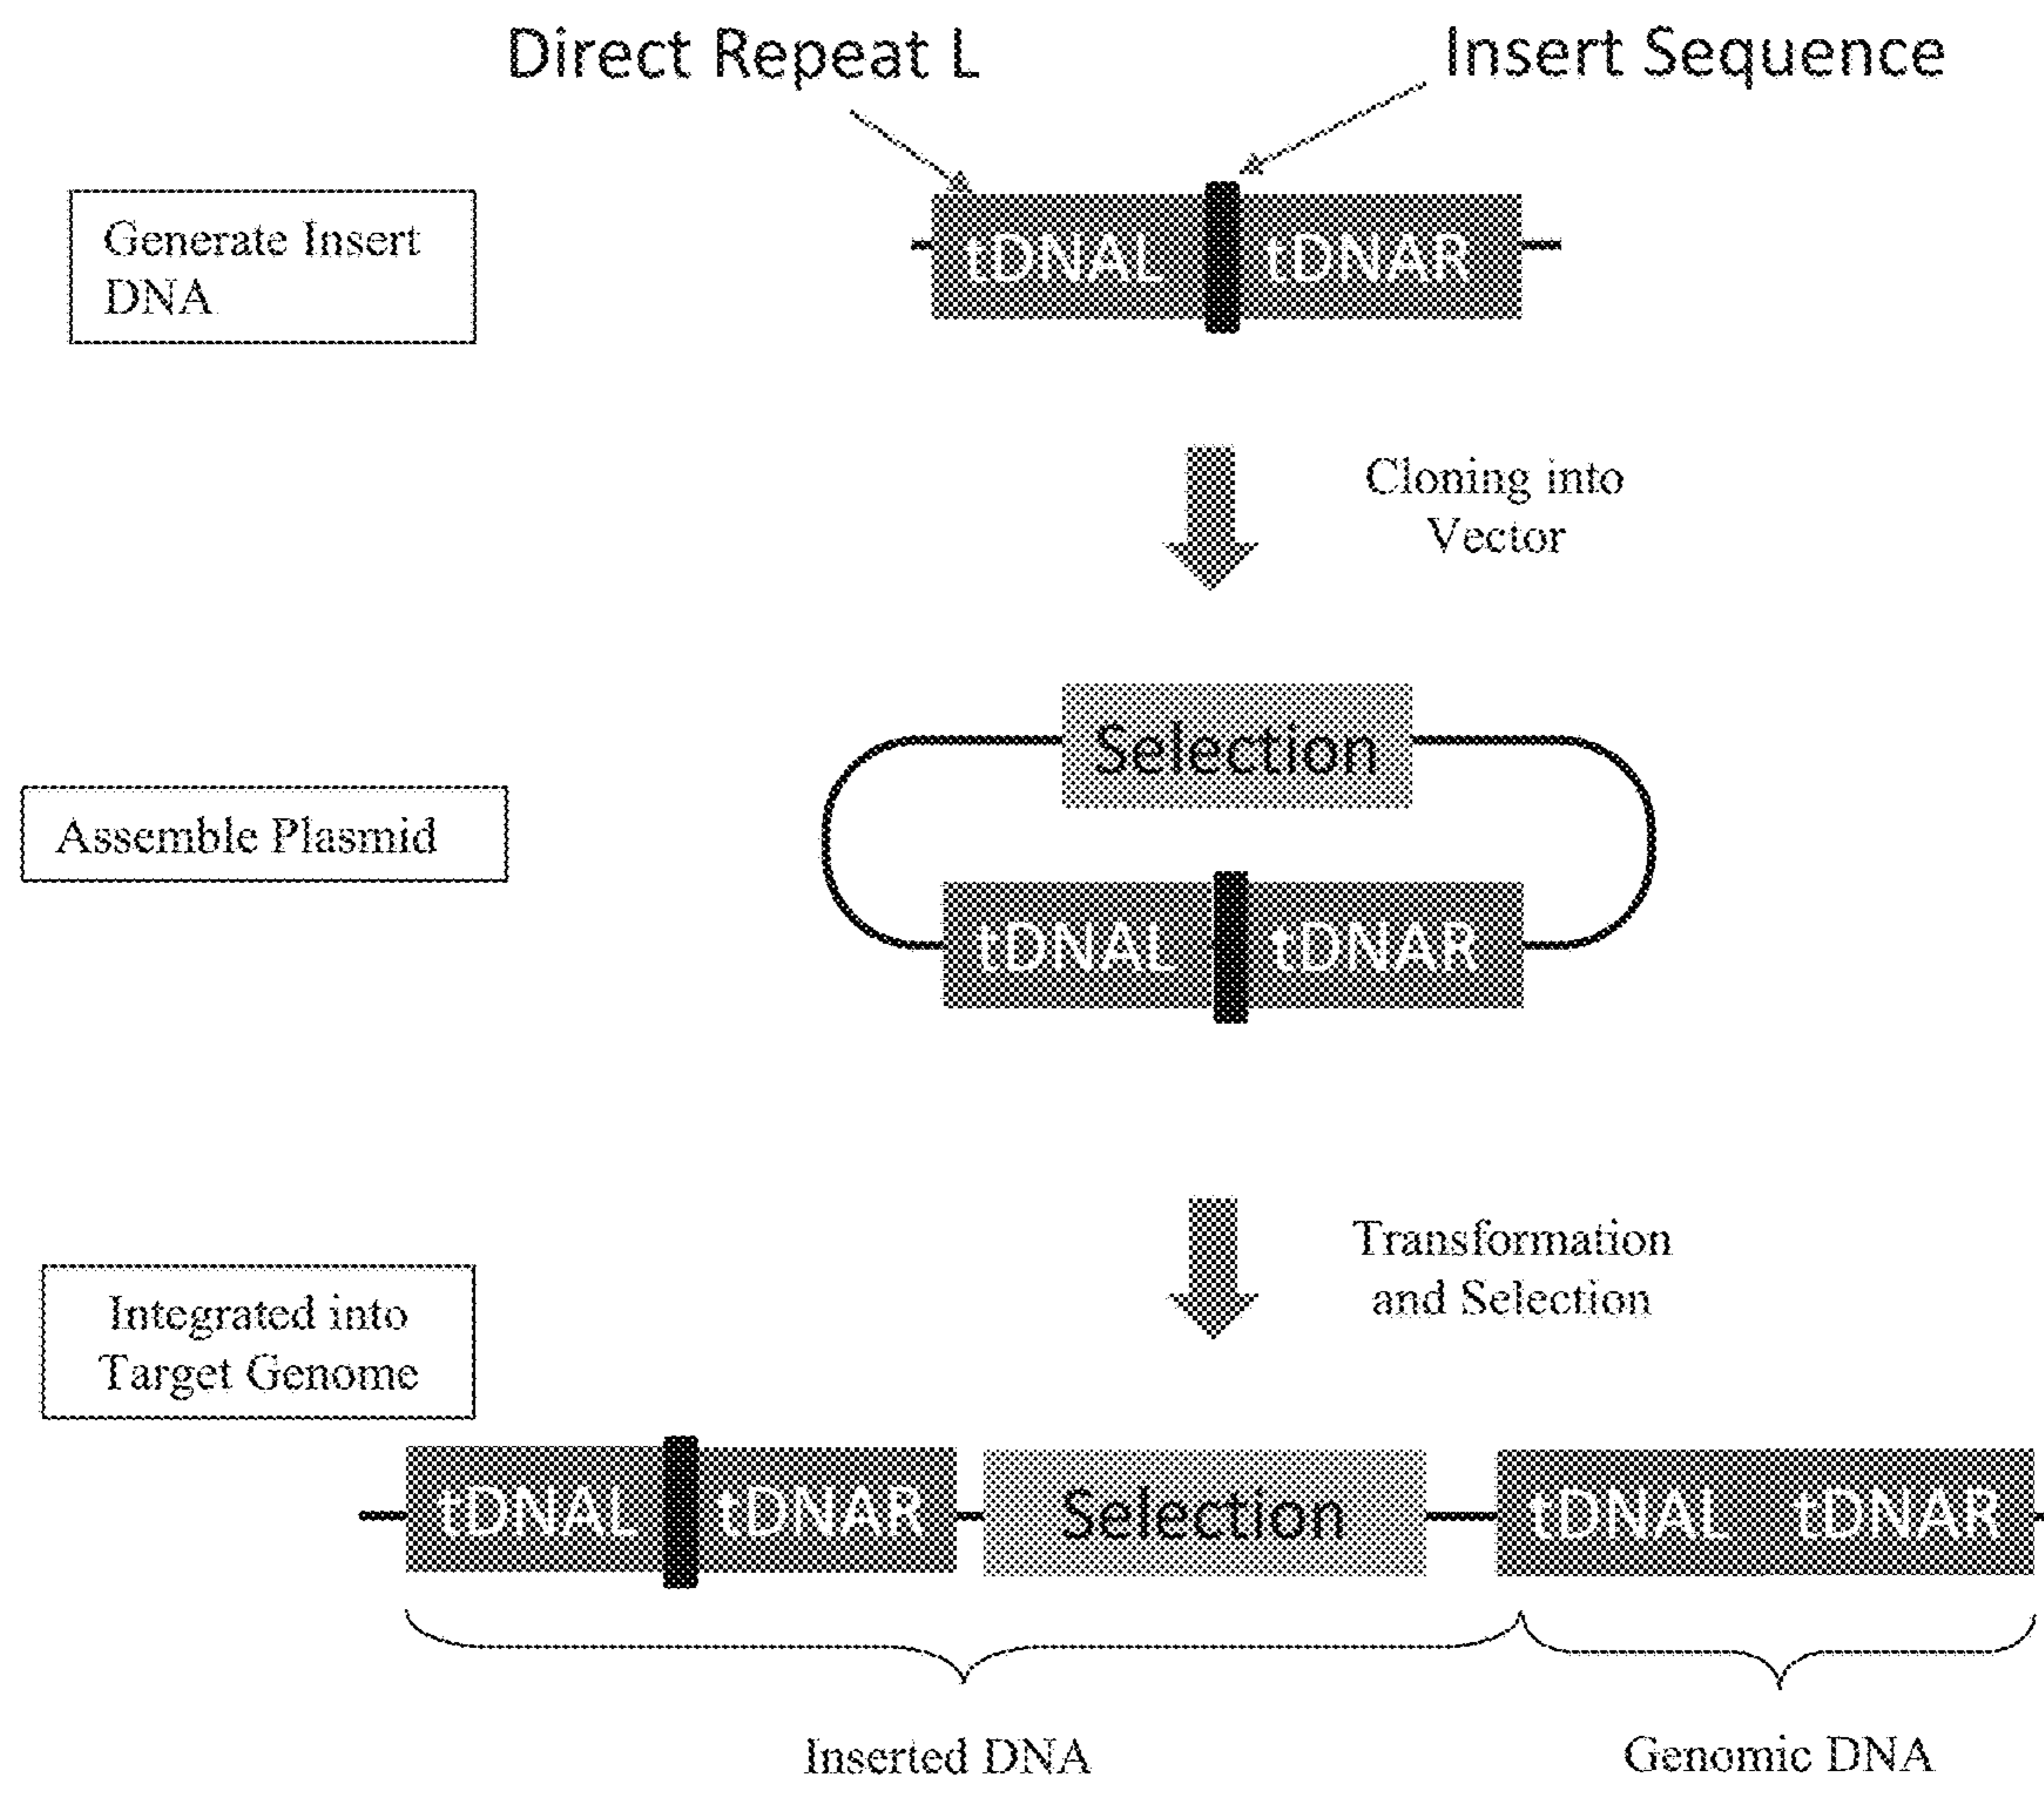 Direct Repeat L
Insert Sequence
Generate Insert
DNA
tDNAL
tDNAR
Cloning into
Vector
Selection
Assemble Plasmid
tDNAL
tDNAR
Transformation
and Selection
Integrated into
Target Genome
tDNAL
tDNAR
Selection
tDNAL
tDNAR
Inserted DNA
Genomic DNA